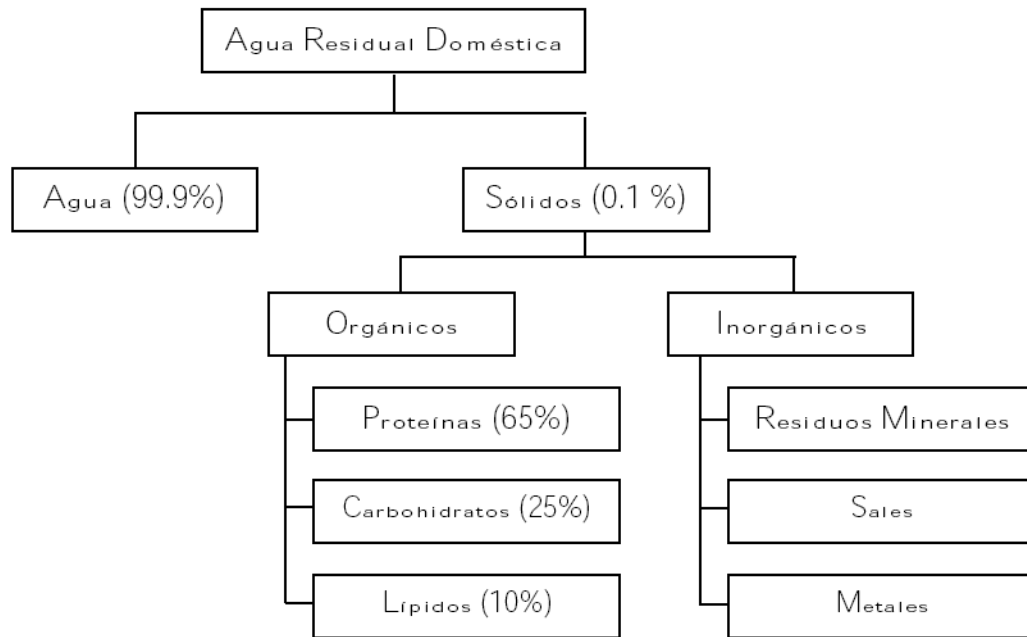 Agua Residual Doméstica
Agua (99.9%)
Sólidos (0.1 %)
Orgánicos
Inorgánicos
Proteínas (65%)
Residuos Minerales
Carbohidratos (25%)
Sales
Lípidos (10%)
Metales